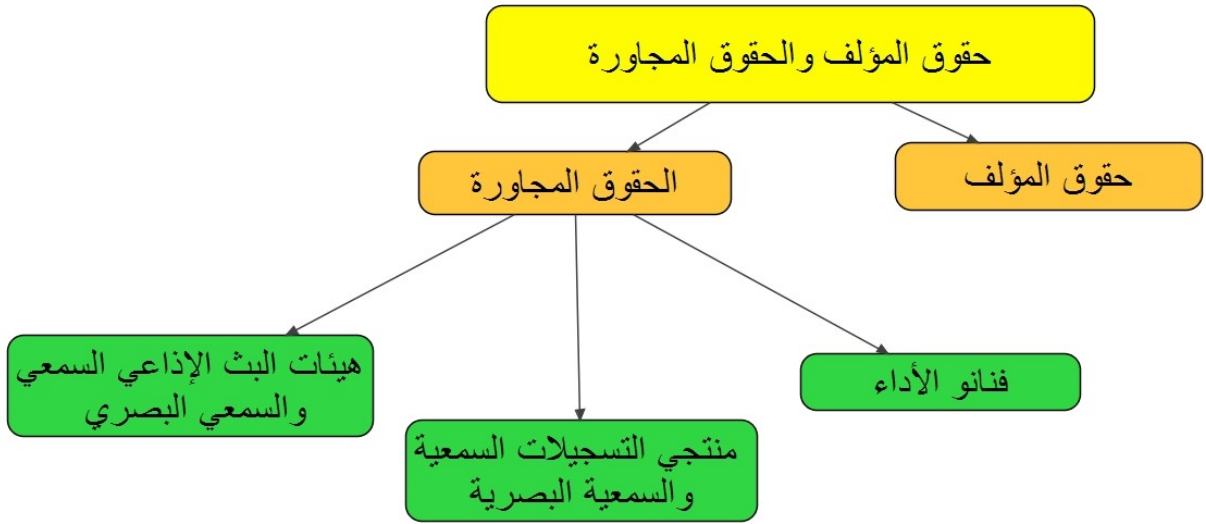 حقوق المؤلف والحقوق المجاورة
حقوق المؤلف
الحقوق المجاورة
فنانو الأداء
منتجي التسجيلات السمعية
والسمعية البصرية
هيئات البث الإذاعي السمعي
والسمعي البصري